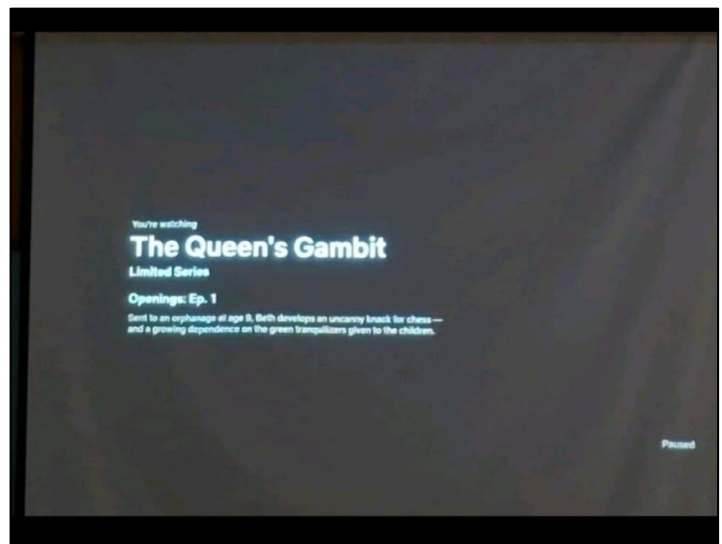 You're watching
The Queen's Gambit
Limited Series
Openings: Ep. 1
Sent to an orphanage at age 9, Beth develops an uncanny knack for chess—
and a growing dependence on the green tranquilizers given to the children.
Paused